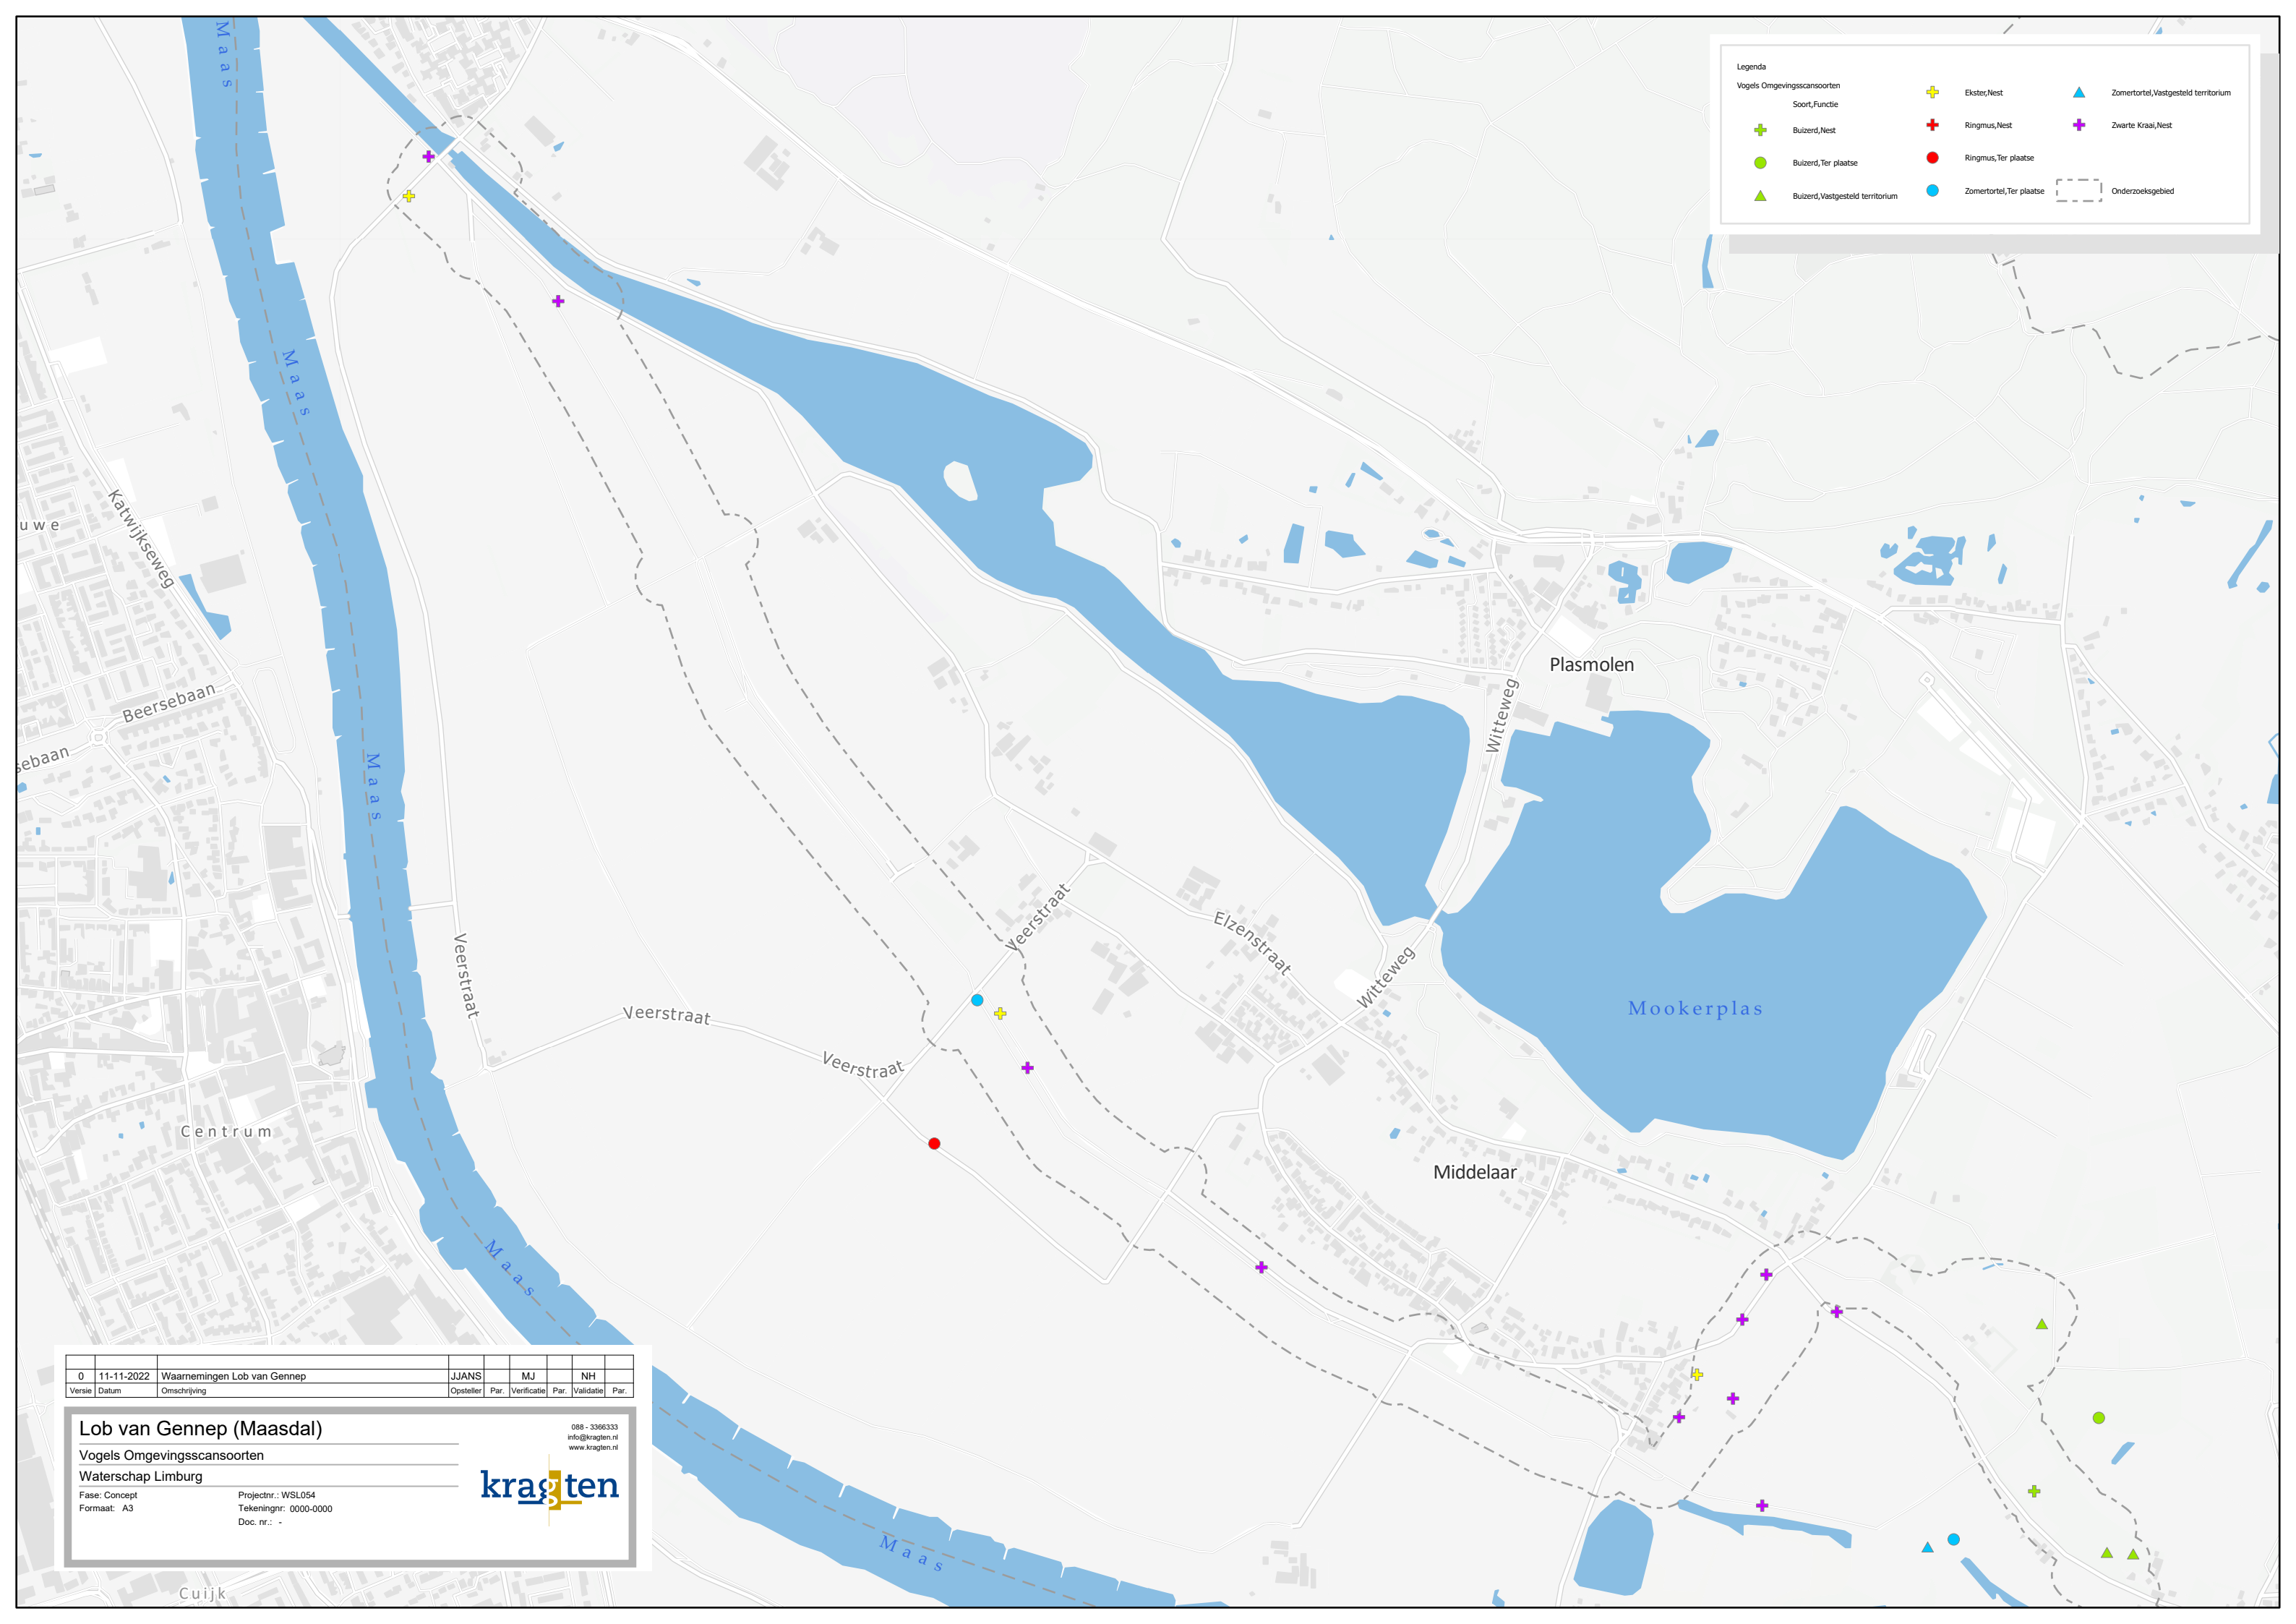 Legenda
Vogels Omgevingsscansoorten
Soort,Functie
Buizerd,Nest
Buizerd,Ter plaatse
Buizerd,Vastgesteld territorium
Ekster,Nest
Ringmus,Nest
Ringmus,Ter plaatse
Zomertortel,Ter plaatse
Zomertortel,Vastgesteld territorium
Zwarte Kraai,Nest
Onderzoeksgebied
Maas
Maas
Katwijkseweg
uwe
Plasmolen
Witteweg
Beersebaan
sebaan
Maas
Veerstraat
Elzenstraat
Veerstraat
Witteweg
Mookerplas
Veerstraat
Veerstraat
Centrum
Middelaar
Maas
Maas
Cuijk
0 11-11-2022 Waarnemingen Lob van Gennep JJANS MJ NH
Versie Datum Omschrijving Opsteller Par. Verificatie Par. Validatie Par.
Lob van Gennep (Maasdal)
Vogels Omgevingsscansoorten
Waterschap Limburg
Fase: Concept
Formaat: A3
Projectnr.: WSL054
Tekeningnr: 0000-0000
Doc. nr.: -
088 - 3366333
info@kragten.nl
www.kragten.nl
kragten